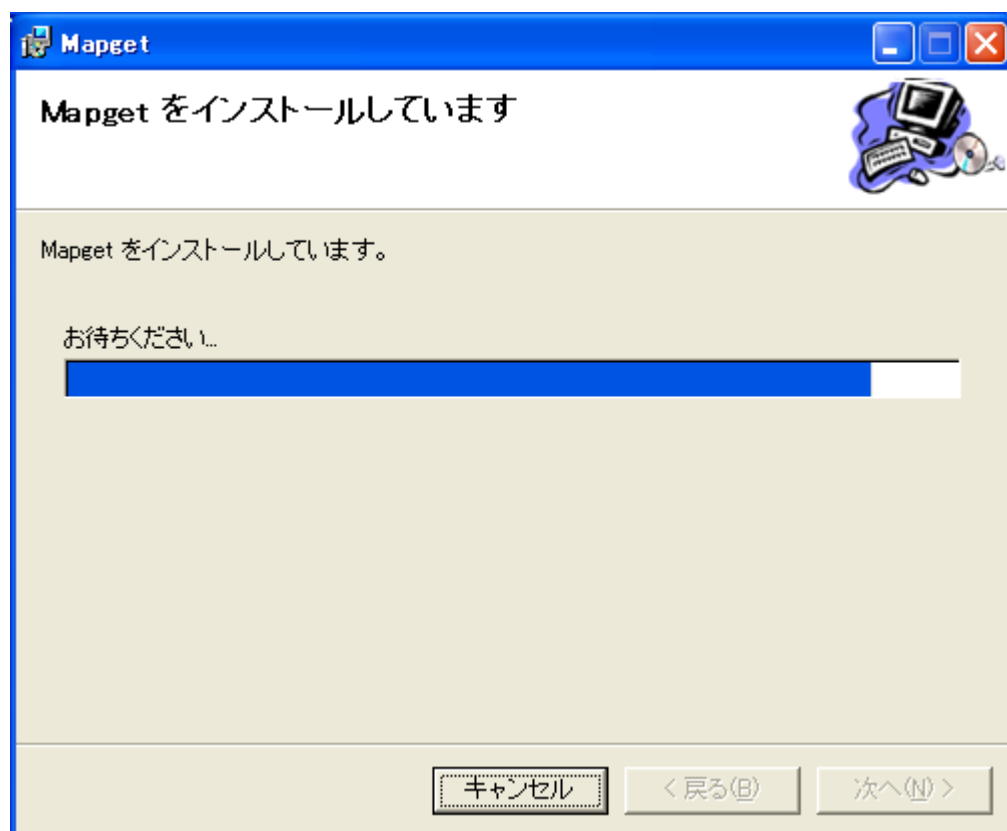 Mapget
Mapget をインストールしています
Mapget をインストールしています。
お待ちください...
キャンセル
< 戻る(B)
次へ(N) >